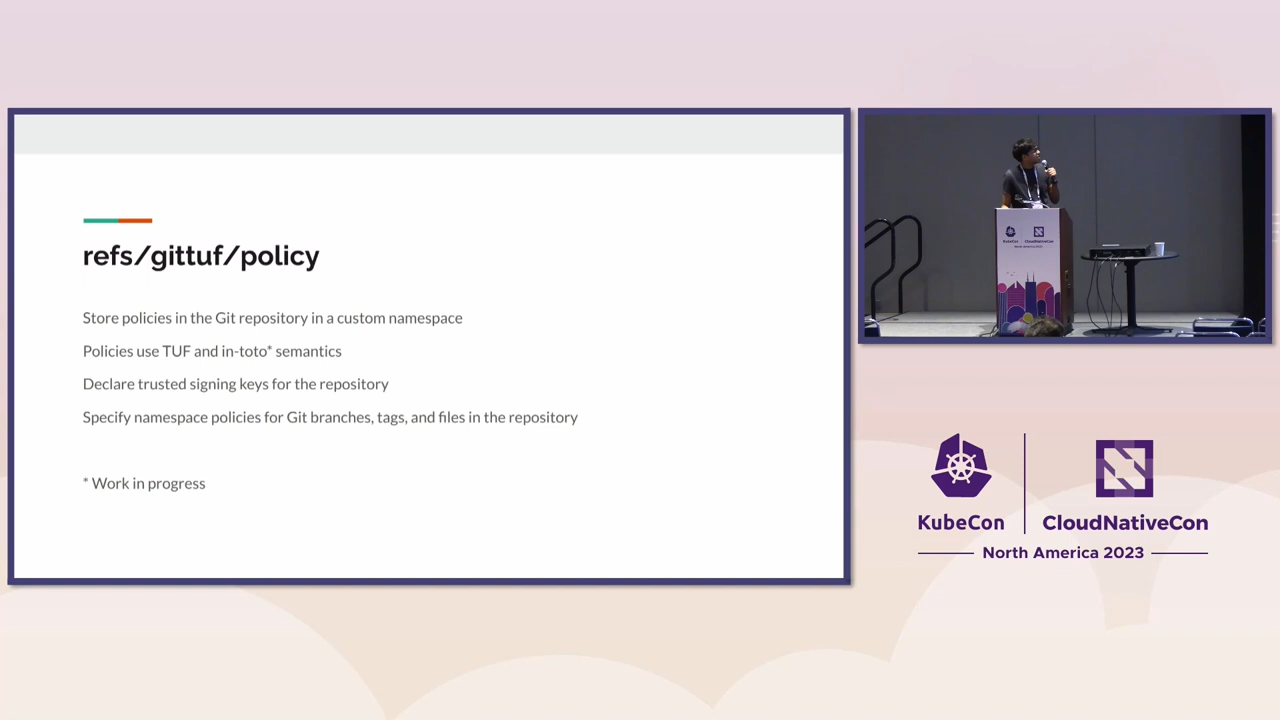 refs/gittuf/policy
Store policies in the Git repository in a custom namespace
Policies use TUF and in-toto* semantics
Declare trusted signing keys for the repository
Specify namespace policies for Git branches, tags, and files in the repository
* Work in progress
KubeCon CloudNativeCon
KubeCon CloudNativeCon
North America 2023